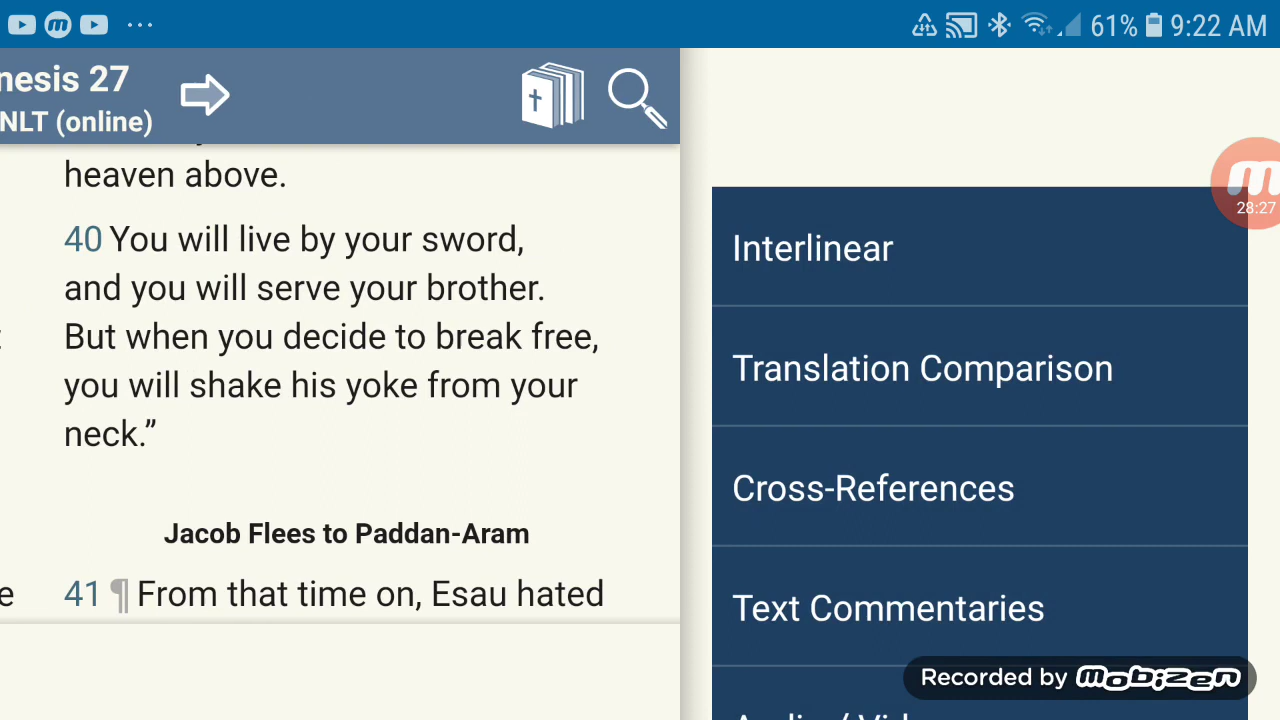 61% 9:22 AM
nesis 27
NLT (online)
heaven above.
40 You will live by your sword,
and you will serve your brother.
But when you decide to break free,
you will shake his yoke from your
neck.”
Jacob Flees to Paddan-Aram
e 41 ¶ From that time on, Esau hated
28:27
Interlinear
Translation Comparison
Cross-References
Text Commentaries
Recorded by mobizen